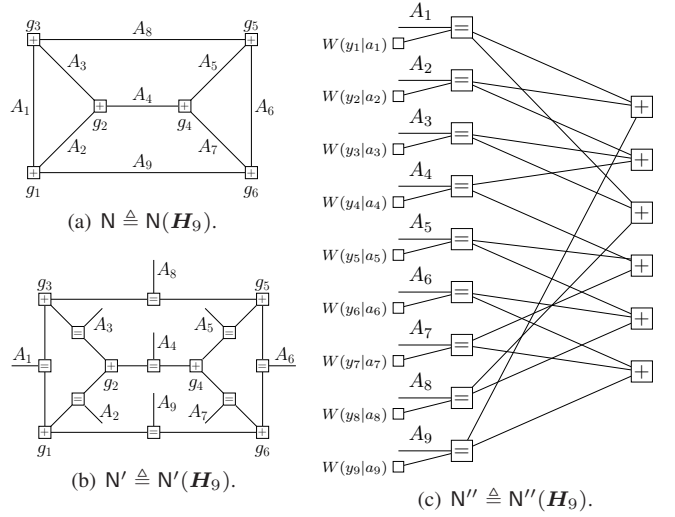 g₃ A₈ g₅
A₃ A₅
A₁ A₄ A₆
g₂ g₄
A₂ A₇
A₉
g₁ g₆
(a) N ≜ N(H₉).
A₈
g₃ g₅
A₃ A₅
A₄
A₁ A₆
g₂ g₄
A₉
A₂ A₇
g₁ g₆
(b) N′ ≜ N′(H₉).
A₁
=
W(y₁|a₁)
A₂
=
W(y₂|a₂)
A₃
=
W(y₃|a₃)
A₄
=
W(y₄|a₄)
A₅
=
W(y₅|a₅)
A₆
=
W(y₆|a₆)
A₇
=
W(y₇|a₇)
A₈
=
W(y₈|a₈)
A₉
=
W(y₉|a₉)
+
+
+
+
+
+
(c) N″ ≜ N″(H₉).